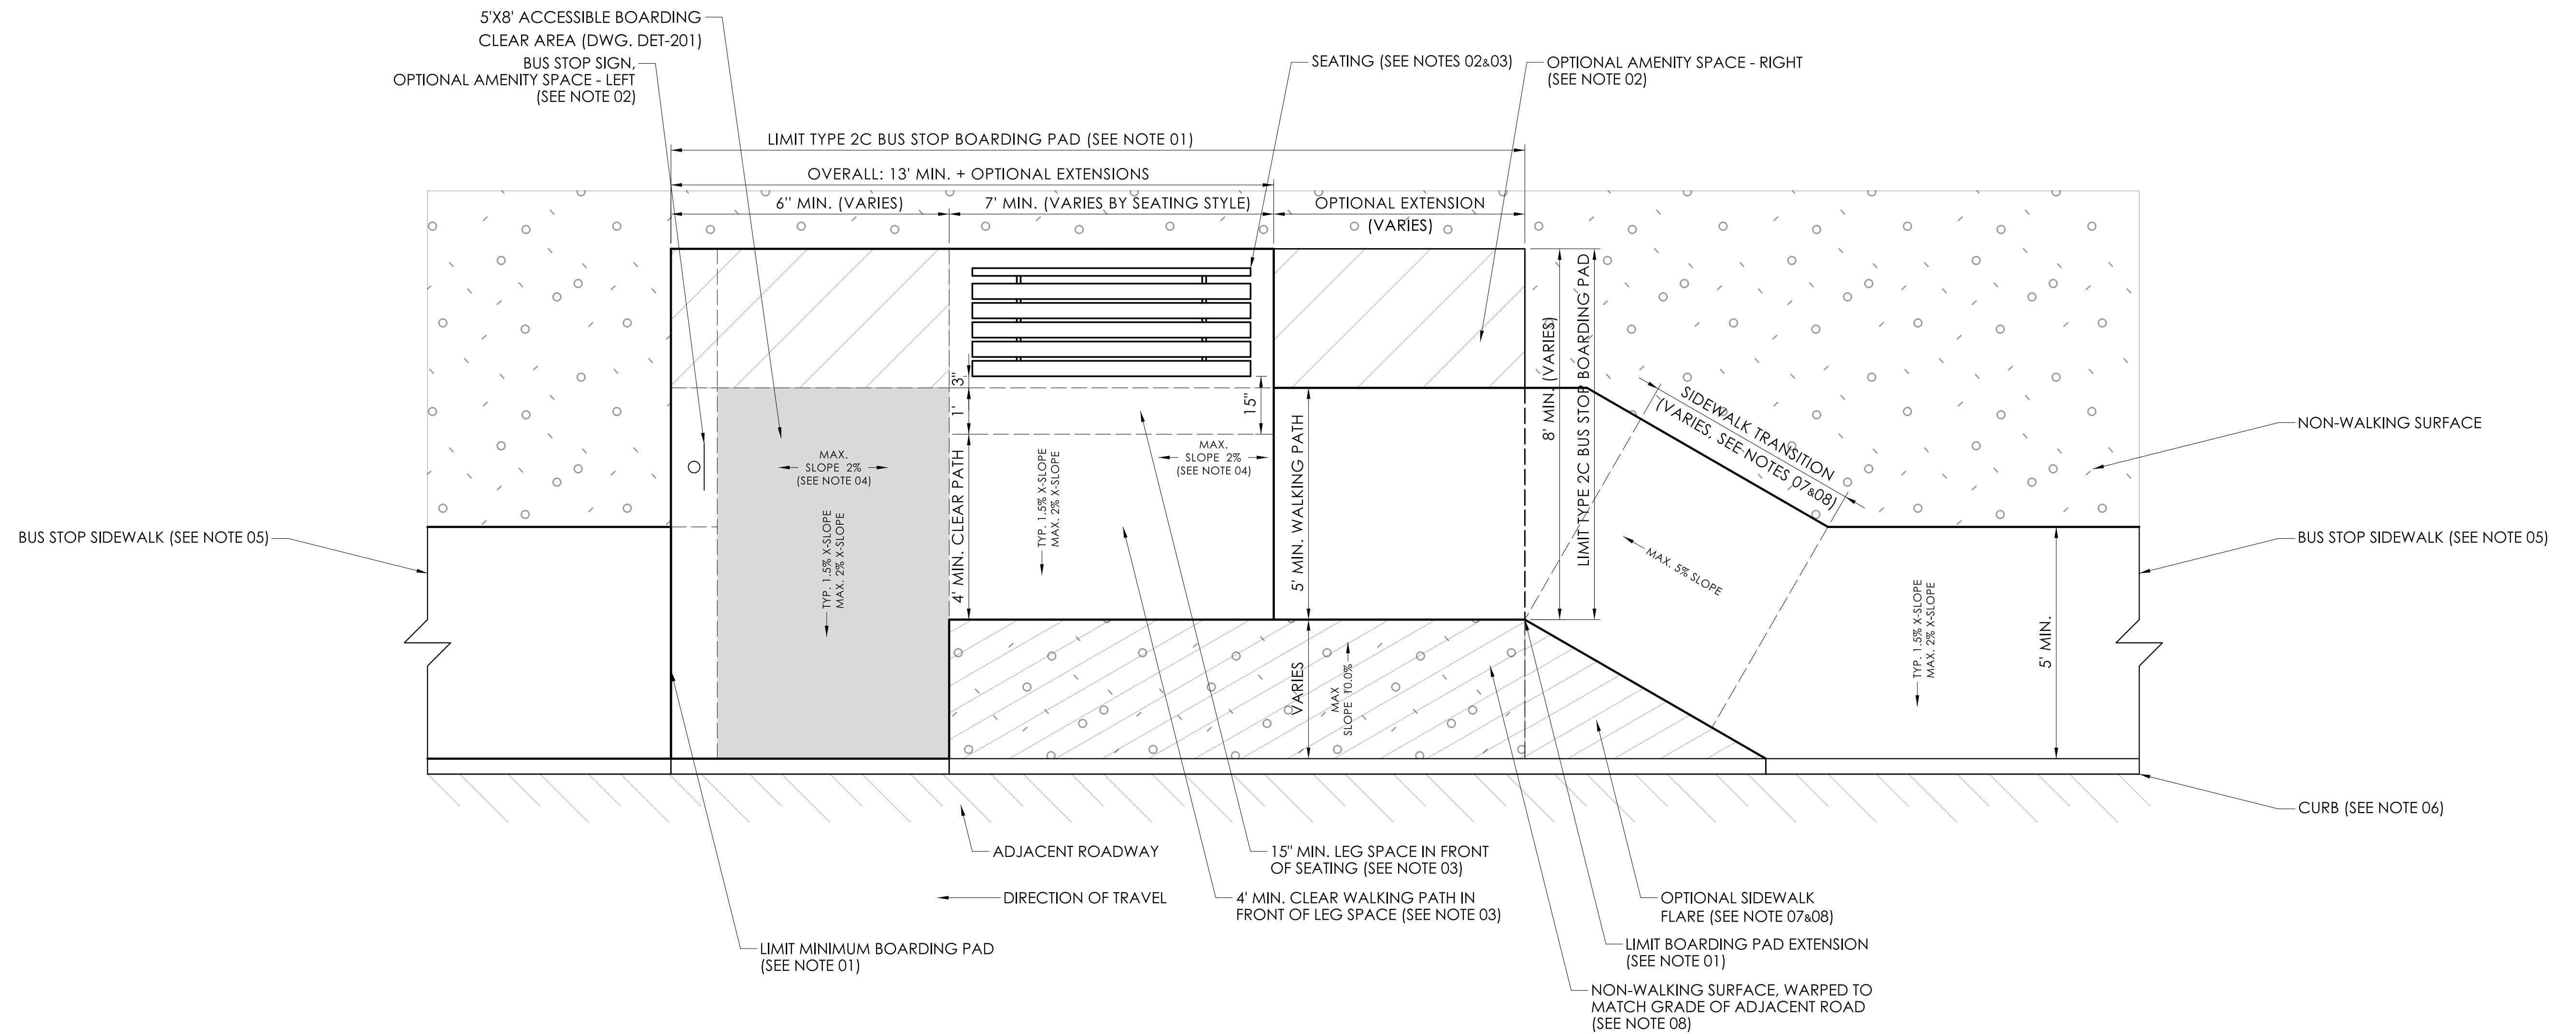 5'X8' ACCESSIBLE BOARDING
CLEAR AREA (DWG. DET-201)
BUS STOP SIGN,
OPTIONAL AMENITY SPACE - LEFT
(SEE NOTE 02)
SEATING (SEE NOTES 02&03)
OPTIONAL AMENITY SPACE - RIGHT
(SEE NOTE 02)
LIMIT TYPE 2C BUS STOP BOARDING PAD (SEE NOTE 01)
OVERALL: 13' MIN. + OPTIONAL EXTENSIONS
6" MIN. (VARIES)
7' MIN. (VARIES BY SEATING STYLE)
OPTIONAL EXTENSION
(VARIES)
3"
1'
4' MIN. CLEAR PATH
15"
5' MIN. WALKING PATH
8' MIN. (VARIES)
LIMIT TYPE 2C BUS STOP BOARDING PAD
SIDEWALK TRANSITION
(VARIES, SEE NOTES 07&08)
NON-WALKING SURFACE
MAX.
SLOPE 2%
(SEE NOTE 04)
MAX.
SLOPE 2%
(SEE NOTE 04)
TYP. 1.5% X-SLOPE
MAX. 2% X-SLOPE
TYP. 1.5% X-SLOPE
MAX. 2% X-SLOPE
MAX. 5% SLOPE
TYP. 1.5% X-SLOPE
MAX. 2% X-SLOPE
5' MIN.
BUS STOP SIDEWALK (SEE NOTE 05)
BUS STOP SIDEWALK (SEE NOTE 05)
VARIES
MAX
SLOPE 10.0%
CURB (SEE NOTE 06)
ADJACENT ROADWAY
DIRECTION OF TRAVEL
15" MIN. LEG SPACE IN FRONT
OF SEATING (SEE NOTE 03)
4' MIN. CLEAR WALKING PATH IN
FRONT OF LEG SPACE (SEE NOTE 03)
OPTIONAL SIDEWALK
FLARE (SEE NOTE 07&08)
LIMIT MINIMUM BOARDING PAD
(SEE NOTE 01)
LIMIT BOARDING PAD EXTENSION
(SEE NOTE 01)
NON-WALKING SURFACE, WARPED TO
MATCH GRADE OF ADJACENT ROAD
(SEE NOTE 08)